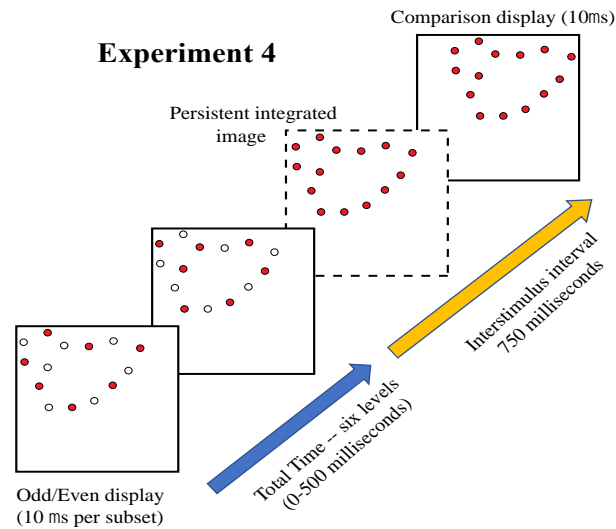 Comparison display (10ms)
Experiment 4
Persistent integrated
image
Interstimulus interval
750 milliseconds
Total Time -- six levels
(0-500 milliseconds)
Odd/Even display
(10 ms per subset)